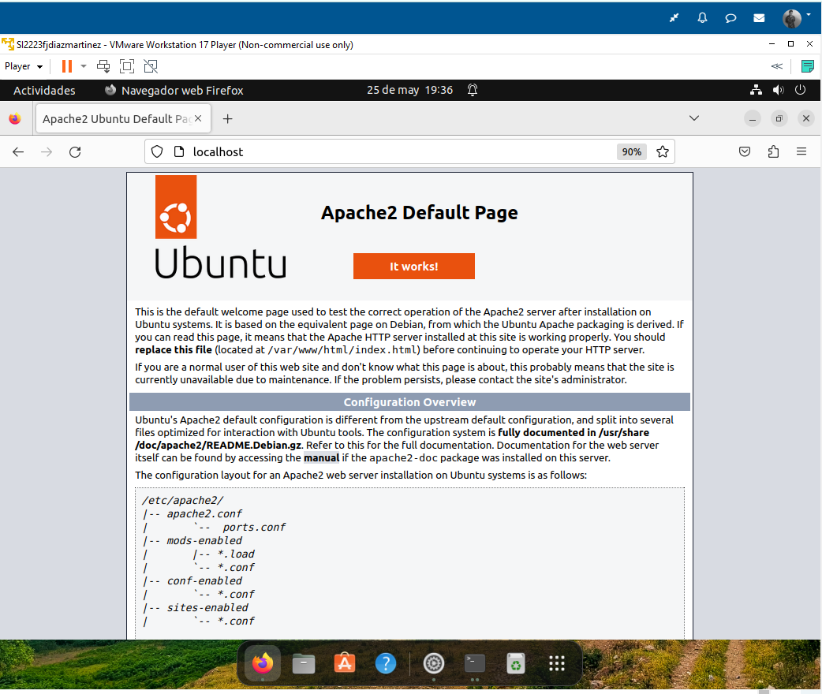 SI2223fjdiazmartinez - VMware Workstation 17 Player (Non-commercial use only)
Player
Actividades
Navegador web Firefox
25 de may 19:36
Apache2 Ubuntu Default Pa
localhost
90%
Ubuntu
Apache2 Default Page
It works!
This is the default welcome page used to test the correct operation of the Apache2 server after installation on
Ubuntu systems. It is based on the equivalent page on Debian, from which the Ubuntu Apache packaging is derived. If
you can read this page, it means that the Apache HTTP server installed at this site is working properly. You should
replace this file (located at /var/www/html/index.html) before continuing to operate your HTTP server.
If you are a normal user of this web site and don't know what this page is about, this probably means that the site is
currently unavailable due to maintenance. If the problem persists, please contact the site's administrator.
Configuration Overview
Ubuntu's Apache2 default configuration is different from the upstream default configuration, and split into several
files optimized for interaction with Ubuntu tools. The configuration system is fully documented in /usr/share
/doc/apache2/README.Debian.gz. Refer to this for the full documentation. Documentation for the web server
itself can be found by accessing the manual if the apache2-doc package was installed on this server.
The configuration layout for an Apache2 web server installation on Ubuntu systems is as follows:
/etc/apache2/
|-- apache2.conf
|       `--  ports.conf
|-- mods-enabled
|       |-- *.load
|       `-- *.conf
|-- conf-enabled
|       `-- *.conf
|-- sites-enabled
|       `-- *.conf